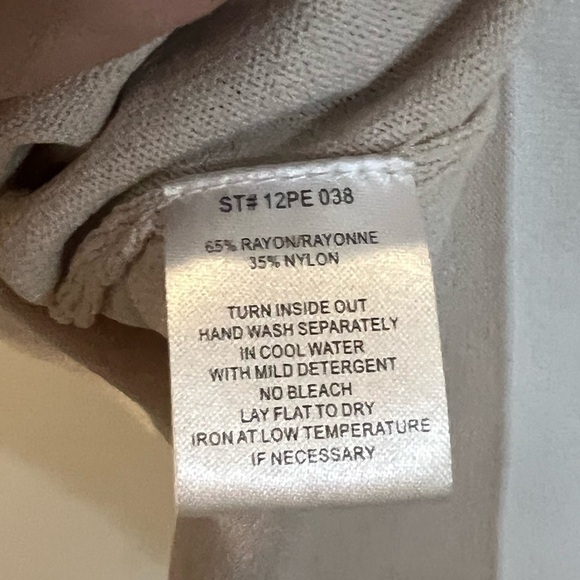 ST# 12PE 038
65% RAYON/RAYONNE
35% NYLON
TURN INSIDE OUT
HAND WASH SEPARATELY
IN COOL WATER
WITH MILD DETERGENT
NO BLEACH
LAY FLAT TO DRY
IRON AT LOW TEMPERATURE
IF NECESSARY